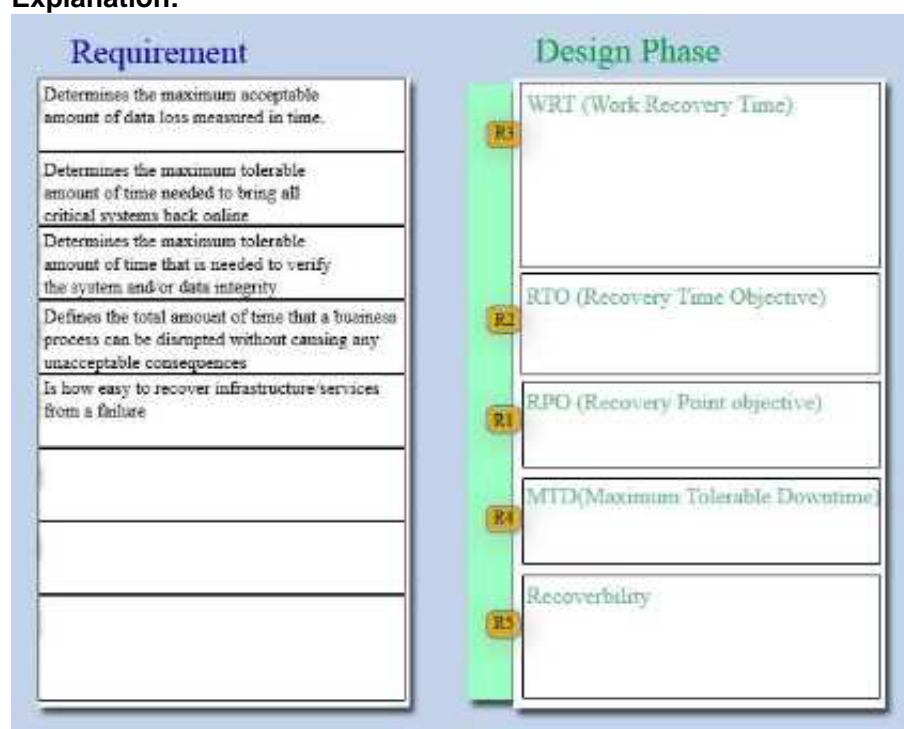 Explanation:
Requirement
Determines the maximum acceptable
amount of data loss measured in time.
Determines the maximum tolerable
amount of time needed to bring all
critical systems back online
Determines the maximum tolerable
amount of time that is needed to verify
the system and/or data integrity
Defines the total amount of time that a business
process can be disrupted without causing any
unacceptable consequences
Is how easy to recover infrastructure/services
from a failure
Design Phase
WRT (Work Recovery Time)
R3
RTO (Recovery Time Objective)
R2
RPO (Recovery Point objective)
R1
MTD(Maximum Tolerable Downtime)
R4
Recoverbility
R5